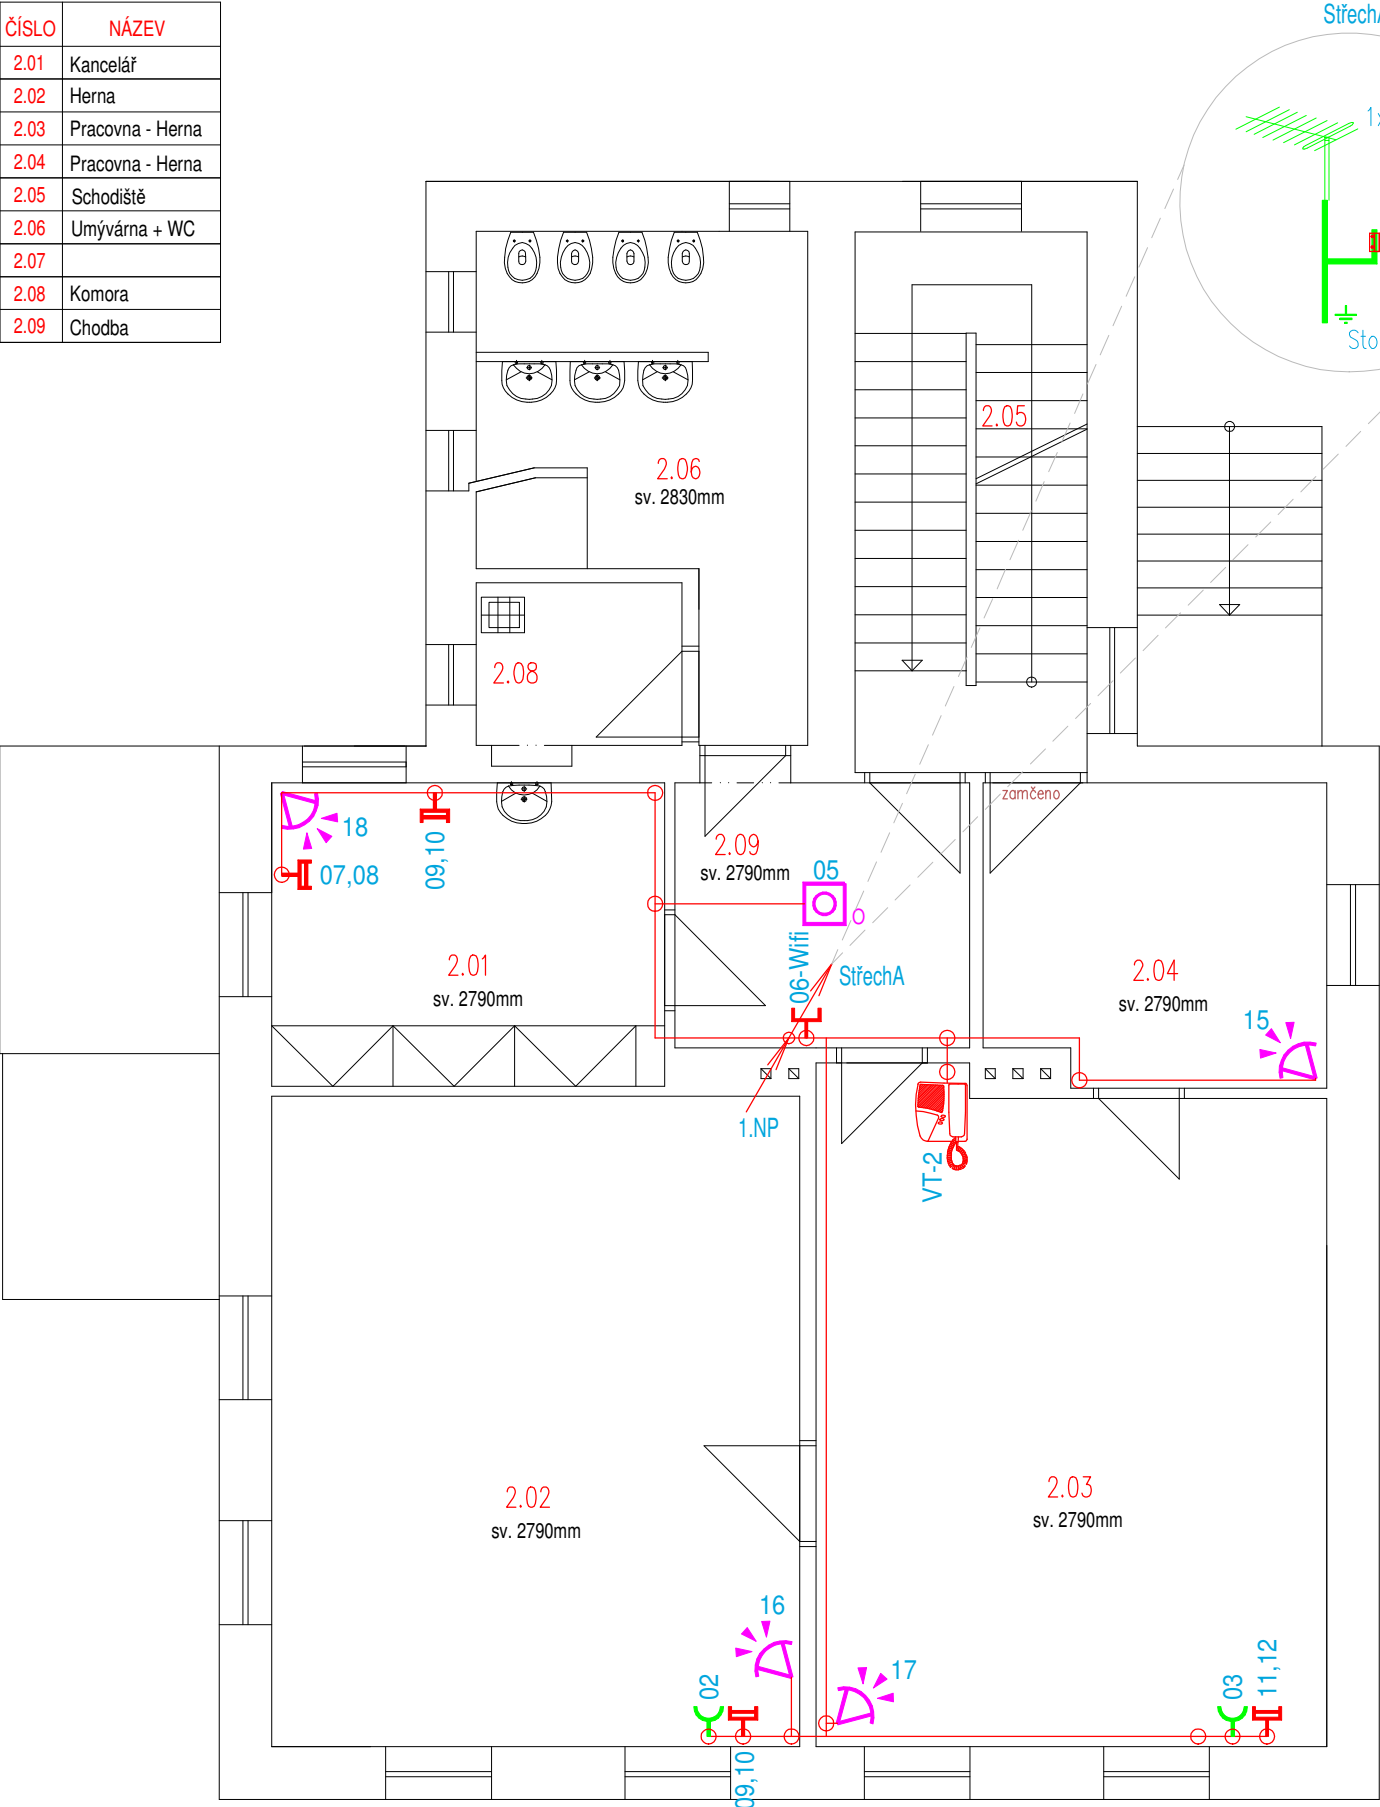 ČÍSLO NÁZEV
2.01 Kancelář
2.02 Herna
2.03 Pracovna - Herna
2.04 Pracovna - Herna
2.05 Schodiště
2.06 Umývárna + WC
2.07
2.08 Komora
2.09 Chodba
StřechA
1x
Sto
2.05
2.06
sv. 2830mm
2.08
zamčeno
18
09,10
07,08
2.09
sv. 2790mm
05
06-Wifi
StřechA
2.01
sv. 2790mm
2.04
sv. 2790mm
15
1.NP
VT-2
2.02
sv. 2790mm
2.03
sv. 2790mm
16
17
02
09,10
03
11,12